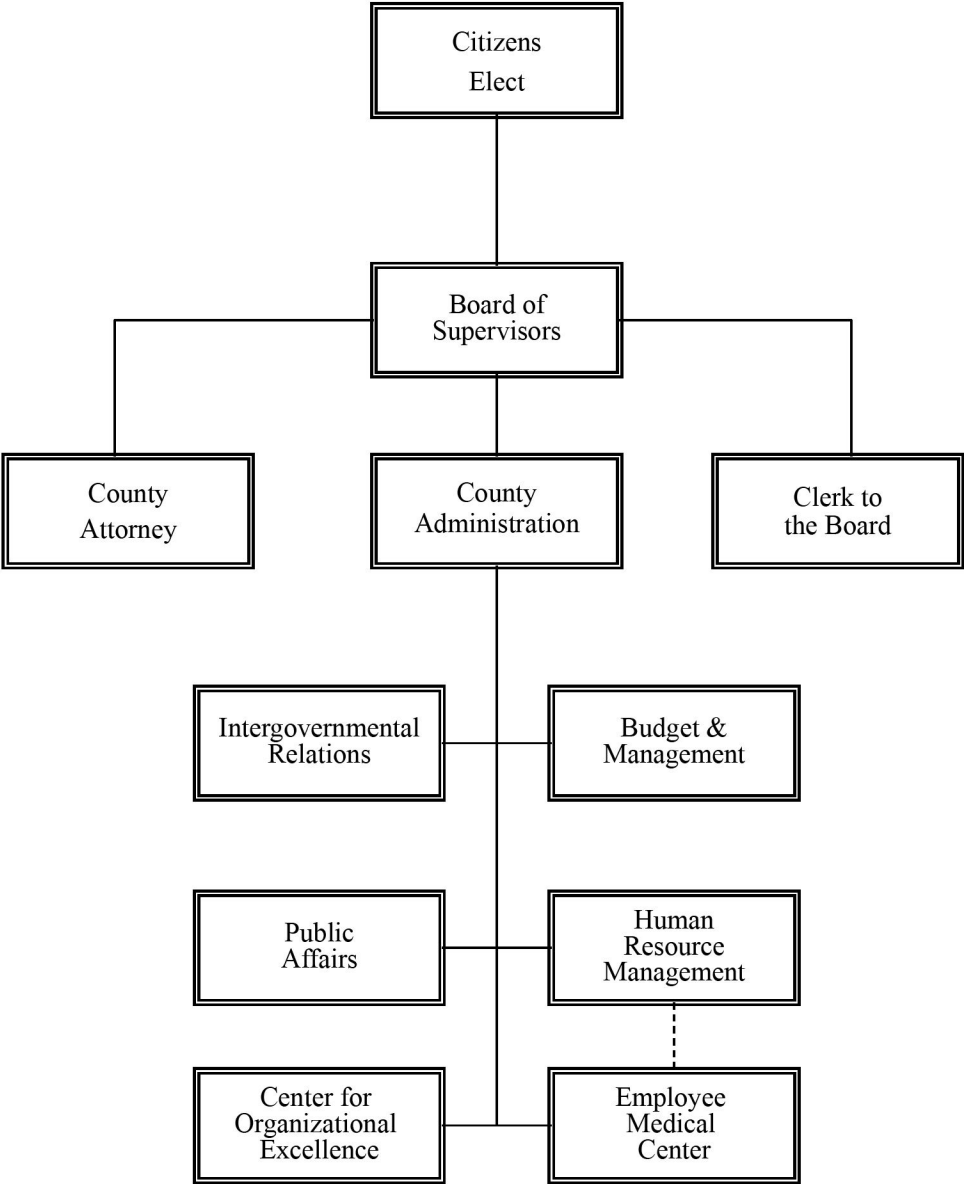 Citizens
Elect
Board of
Supervisors
County
Attorney
County
Administration
Clerk to
the Board
Intergovernmental
Relations
Budget &
Management
Public
Affairs
Human
Resource
Management
Center for
Organizational
Excellence
Employee
Medical
Center